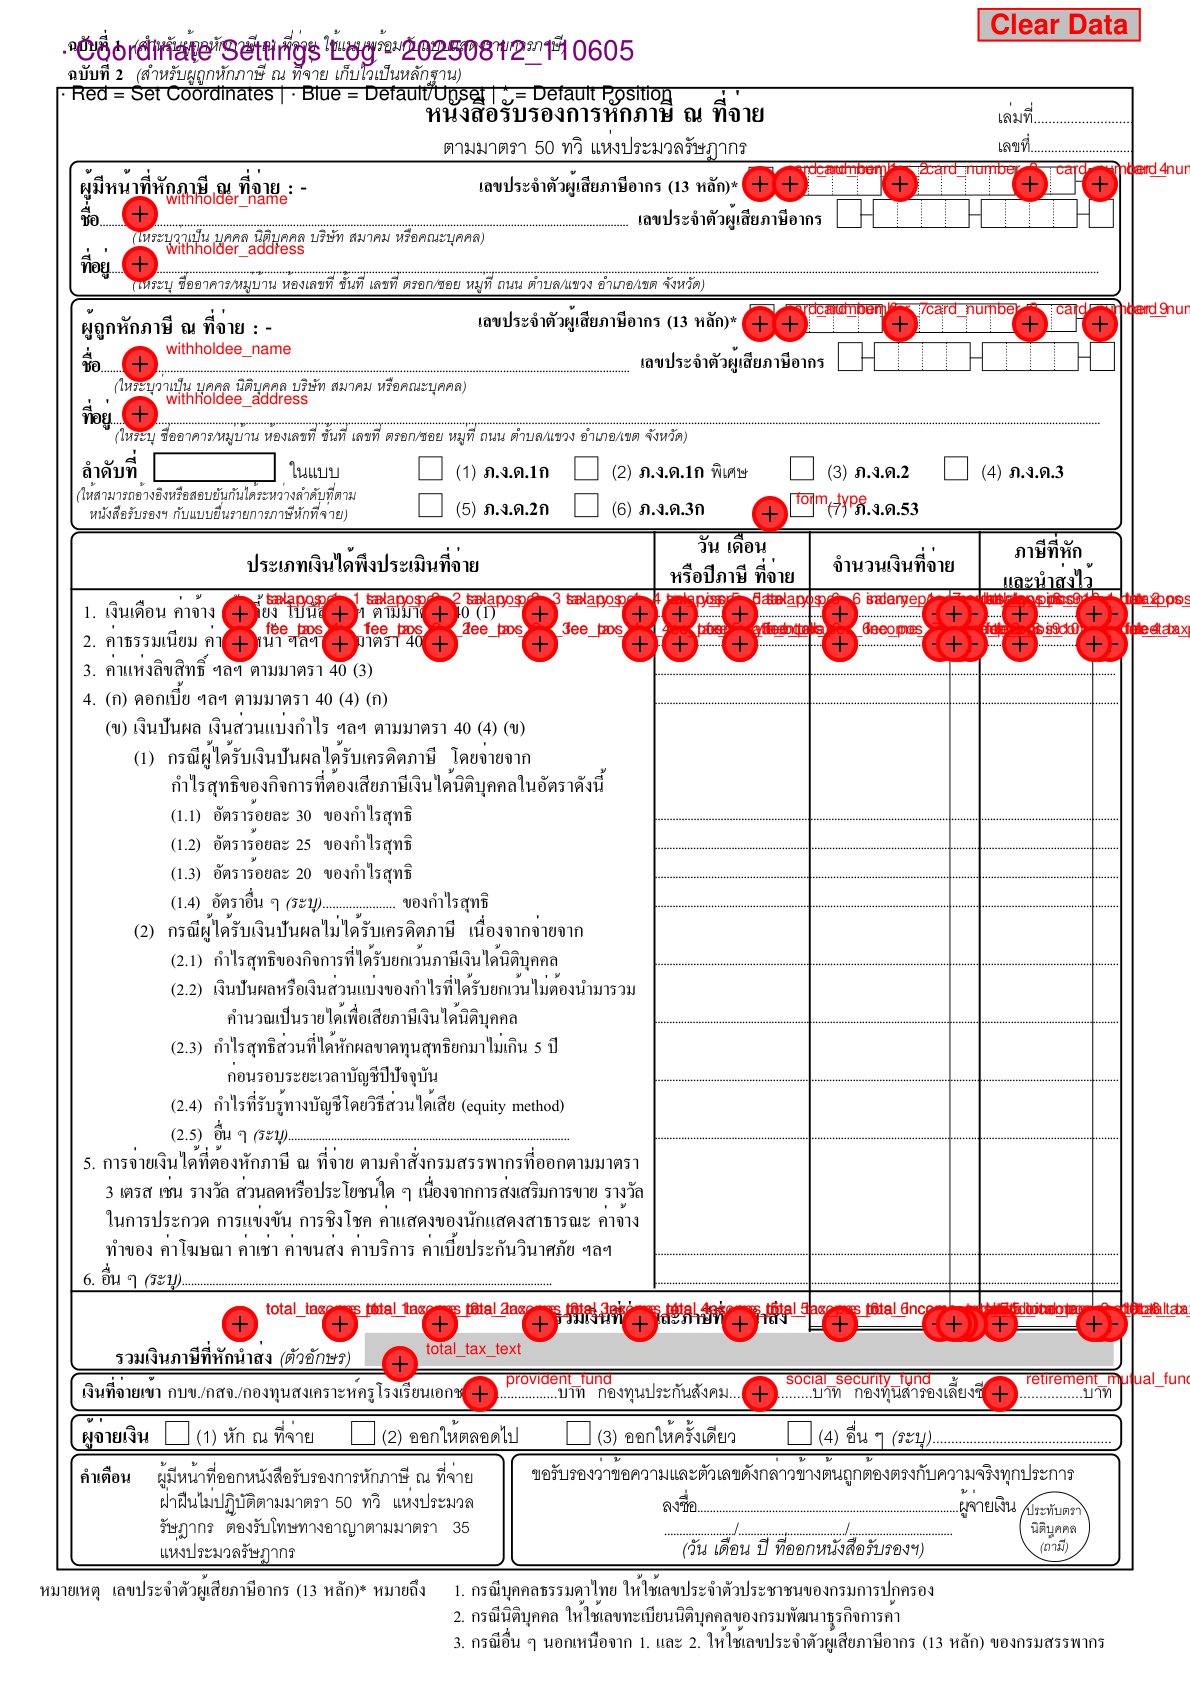 Clear Data
ฉบับที่ 1 (สำหรับผู้ถูกหักภาษี ณ ที่จ่าย ใช้แนบพร้อมกับแบบแสดงรายการภาษี)
· Coordinate Settings Log - 20250812_110605
ฉบับที่ 2 (สำหรับผู้ถูกหักภาษี ณ ที่จ่าย เก็บไว้เป็นหลักฐาน)
· Red = Set Coordinates | · Blue = Default/Unset | * = Default Position
หนังสือรับรองการหักภาษี ณ ที่จ่าย
เล่มที่
ตามมาตรา 50 ทวิ แห่งประมวลรัษฎากร
เลขที่
ผู้มีหน้าที่หักภาษี ณ ที่จ่าย : -
เลขประจำตัวผู้เสียภาษีอากร (13 หลัก)*
withholder_name
ชื่อ
เลขประจำตัวผู้เสียภาษีอากร
(ให้ระบุว่าเป็น บุคคล นิติบุคคล บริษัท สมาคม หรือคณะบุคคล)
withholder_address
ที่อยู่
(ให้ระบุ ชื่ออาคาร/หมู่บ้าน ห้องเลขที่ ชั้นที่ เลขที่ ตรอก/ซอย หมู่ที่ ถนน ตำบล/แขวง อำเภอ/เขต จังหวัด)
ผู้ถูกหักภาษี ณ ที่จ่าย : -
เลขประจำตัวผู้เสียภาษีอากร (13 หลัก)*
withholdee_name
ชื่อ
เลขประจำตัวผู้เสียภาษีอากร
(ให้ระบุว่าเป็น บุคคล นิติบุคคล บริษัท สมาคม หรือคณะบุคคล)
withholdee_address
ที่อยู่
(ให้ระบุ ชื่ออาคาร/หมู่บ้าน ห้องเลขที่ ชั้นที่ เลขที่ ตรอก/ซอย หมู่ที่ ถนน ตำบล/แขวง อำเภอ/เขต จังหวัด)
ลำดับที่ ในแบบ (1) ภ.ง.ด.1ก (2) ภ.ง.ด.1ก พิเศษ (3) ภ.ง.ด.2 (4) ภ.ง.ด.3
(ให้สามารถอ้างอิงหรือสอบยันกันได้ระหว่างลำดับที่ตาม
form_type
(5) ภ.ง.ด.2ก (6) ภ.ง.ด.3ก (7) ภ.ง.ด.53
หนังสือรับรองฯ กับแบบยื่นรายการภาษีหักที่จ่าย)
ประเภทเงินได้พึงประเมินที่จ่าย
วัน เดือน
หรือปีภาษี ที่จ่าย
จำนวนเงินที่จ่าย
ภาษีที่หัก
และนำส่งไว้
1. เงินเดือน ค่าจ้าง ตามมาตรา 40 (1)
2. ค่าธรรมเนียม ฯลฯ
3. ค่าแห่งลิขสิทธิ์ ฯลฯ ตามมาตรา 40 (3)
4. (ก) ดอกเบี้ย ฯลฯ ตามมาตรา 40 (4) (ก)
(ข) เงินปันผล เงินส่วนแบ่งกำไร ฯลฯ ตามมาตรา 40 (4) (ข)
(1) กรณีผู้ได้รับเงินปันผลได้รับเครดิตภาษี โดยจ่ายจาก
กำไรสุทธิของกิจการที่ต้องเสียภาษีเงินได้นิติบุคคลในอัตราดังนี้
(1.1) อัตราร้อยละ 30 ของกำไรสุทธิ
(1.2) อัตราร้อยละ 25 ของกำไรสุทธิ
(1.3) อัตราร้อยละ 20 ของกำไรสุทธิ
(1.4) อัตราอื่น ๆ (ระบุ)...................... ของกำไรสุทธิ
(2) กรณีผู้ได้รับเงินปันผลไม่ได้รับเครดิตภาษี เนื่องจากจ่ายจาก
(2.1) กำไรสุทธิของกิจการที่ได้รับยกเว้นภาษีเงินได้นิติบุคคล
(2.2) เงินปันผลหรือเงินส่วนแบ่งของกำไรที่ได้รับยกเว้นไม่ต้องนำมารวม
คำนวณเป็นรายได้เพื่อเสียภาษีเงินได้นิติบุคคล
(2.3) กำไรสุทธิส่วนที่ได้หักผลขาดทุนสุทธิยกมาไม่เกิน 5 ปี
ก่อนรอบระยะเวลาบัญชีปีปัจจุบัน
(2.4) กำไรที่รับรู้ทางบัญชีโดยวิธีส่วนได้เสีย (equity method)
(2.5) อื่น ๆ (ระบุ)
5. การจ่ายเงินได้ที่ต้องหักภาษี ณ ที่จ่าย ตามคำสั่งกรมสรรพากรที่ออกตามมาตรา
3 เตรส เช่น รางวัล ส่วนลดหรือประโยชน์ใด ๆ เนื่องจากการส่งเสริมการขาย รางวัล
ในการประกวด การแข่งขัน การชิงโชค ค่าแสดงของนักแสดงสาธารณะ ค่าจ้าง
ทำของ ค่าโฆษณา ค่าเช่า ค่าขนส่ง ค่าบริการ ค่าเบี้ยประกันวินาศภัย ฯลฯ
6. อื่น ๆ (ระบุ)
total_tax_text
รวมเงินภาษีที่หักนำส่ง (ตัวอักษร)
provident_fund social_security_fund retirement_mutual_fund
เงินที่จ่ายเข้า กบข./กสจ./กองทุนสงเคราะห์ครูโรงเรียนเอกชน บาท กองทุนประกันสังคม บาท กองทุนสำรองเลี้ยงชีพ บาท
ผู้จ่ายเงิน (1) หัก ณ ที่จ่าย (2) ออกให้ตลอดไป (3) ออกให้ครั้งเดียว (4) อื่น ๆ (ระบุ)
คำเตือน ผู้มีหน้าที่ออกหนังสือรับรองการหักภาษี ณ ที่จ่าย
ฝ่าฝืนไม่ปฏิบัติตามมาตรา 50 ทวิ แห่งประมวล
รัษฎากร ต้องรับโทษทางอาญาตามมาตรา 35
แห่งประมวลรัษฎากร
ขอรับรองว่าข้อความและตัวเลขดังกล่าวข้างต้นถูกต้องตรงกับความจริงทุกประการ
ลงชื่อ ผู้จ่ายเงิน
(วัน เดือน ปี ที่ออกหนังสือรับรองฯ)
ประทับตรา
นิติบุคคล
(ถ้ามี)
หมายเหตุ เลขประจำตัวผู้เสียภาษีอากร (13 หลัก)* หมายถึง 1. กรณีบุคคลธรรมดาไทย ให้ใช้เลขประจำตัวประชาชนของกรมการปกครอง
2. กรณีนิติบุคคล ให้ใช้เลขทะเบียนนิติบุคคลของกรมพัฒนาธุรกิจการค้า
3. กรณีอื่น ๆ นอกเหนือจาก 1. และ 2. ให้ใช้เลขประจำตัวผู้เสียภาษีอากร (13 หลัก) ของกรมสรรพากร